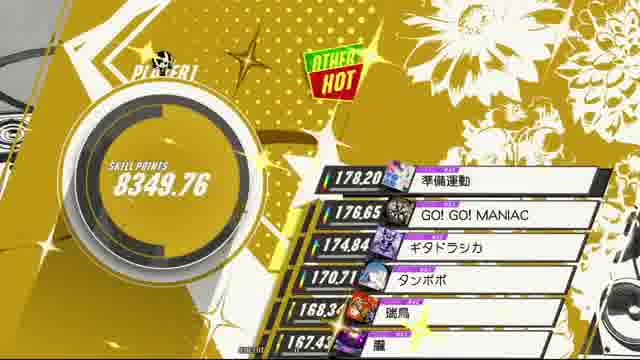 PLAYER1
OTHER
HOT
SKILL POINTS
8349.76
178,20 準備運動
176,65 GO! GO! MANIAC
174,84 ギタドラシカ
170,71 タンポポ
168,34 瑞鳥
167,43 朧